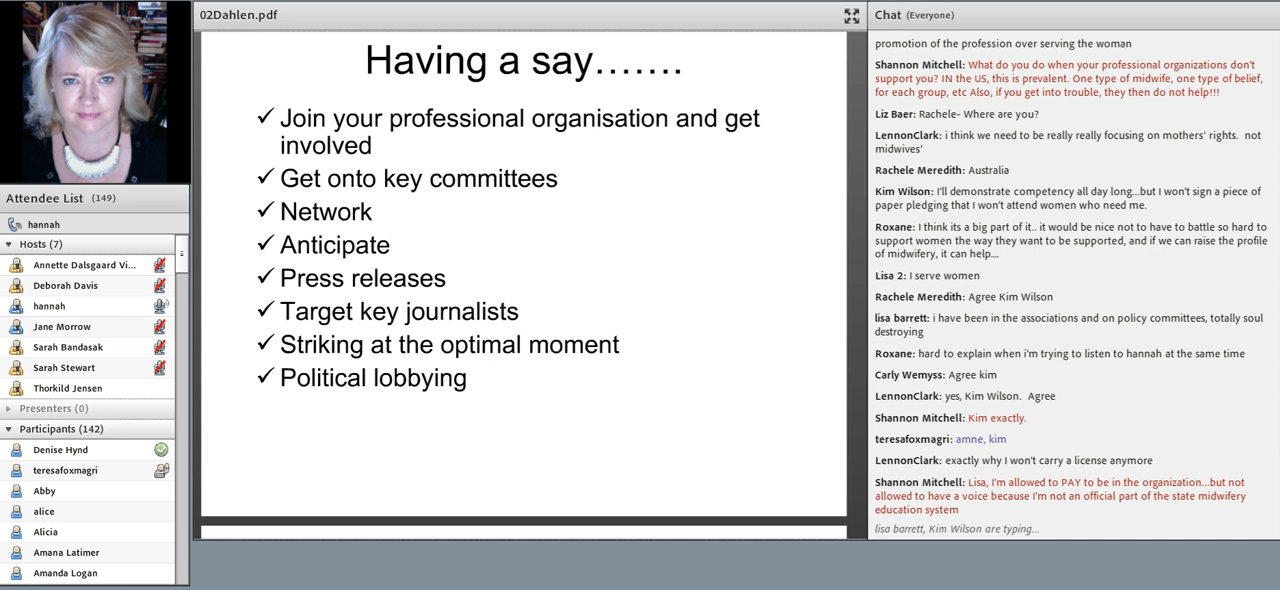 02Dahlen.pdf
Having a say…….
✓ Join your professional organisation and get
involved
✓ Get onto key committees
✓ Network
✓ Anticipate
✓ Press releases
✓ Target key journalists
✓ Striking at the optimal moment
✓ Political lobbying
Attendee List (149)
hannah
Hosts (7)
Annette Dalsgaard Vi...
Deborah Davis
hannah
Jane Morrow
Sarah Bandasak
Sarah Stewart
Thorkild Jensen
Presenters (0)
Participants (142)
Denise Hynd
teresafoxmagri
Abby
alice
Alicia
Amana Latimer
Amanda Logan
Chat (Everyone)
promotion of the profession over serving the woman
Shannon Mitchell: What do you do when your professional organizations don't
support you? IN the US, this is prevalent. One type of midwife, one type of belief,
for each group, etc Also, if you get into trouble, they then do not help!!!
Liz Baer: Rachele- Where are you?
LennonClark: i think we need to be really really focusing on mothers' rights. not
midwives'
Rachele Meredith: Australia
Kim Wilson: I'll demonstrate competency all day long...but I won't sign a piece of
paper pledging that I won't attend women who need me.
Roxane: I think its a big part of it.. it would be nice not to have to battle so hard to
support women the way they want to be supported, and if we can raise the profile
of midwifery, it can help....
Lisa 2: I serve women
Rachele Meredith: Agree Kim Wilson
lisa barrett: i have been in the associations and on policy committees, totally soul
destroying
Roxane: hard to explain when i'm trying to listen to hannah at the same time
Carly Wemyss: Agree kim
LennonClark: yes, Kim Wilson. Agree
Shannon Mitchell: Kim exactly.
teresafoxmagri: amne, kim
LennonClark: exactly why I won't carry a license anymore
Shannon Mitchell: Lisa, I'm allowed to PAY to be in the organization...but not
allowed to have a voice because I'm not an official part of the state midwifery
education system
lisa barrett, Kim Wilson are typing...